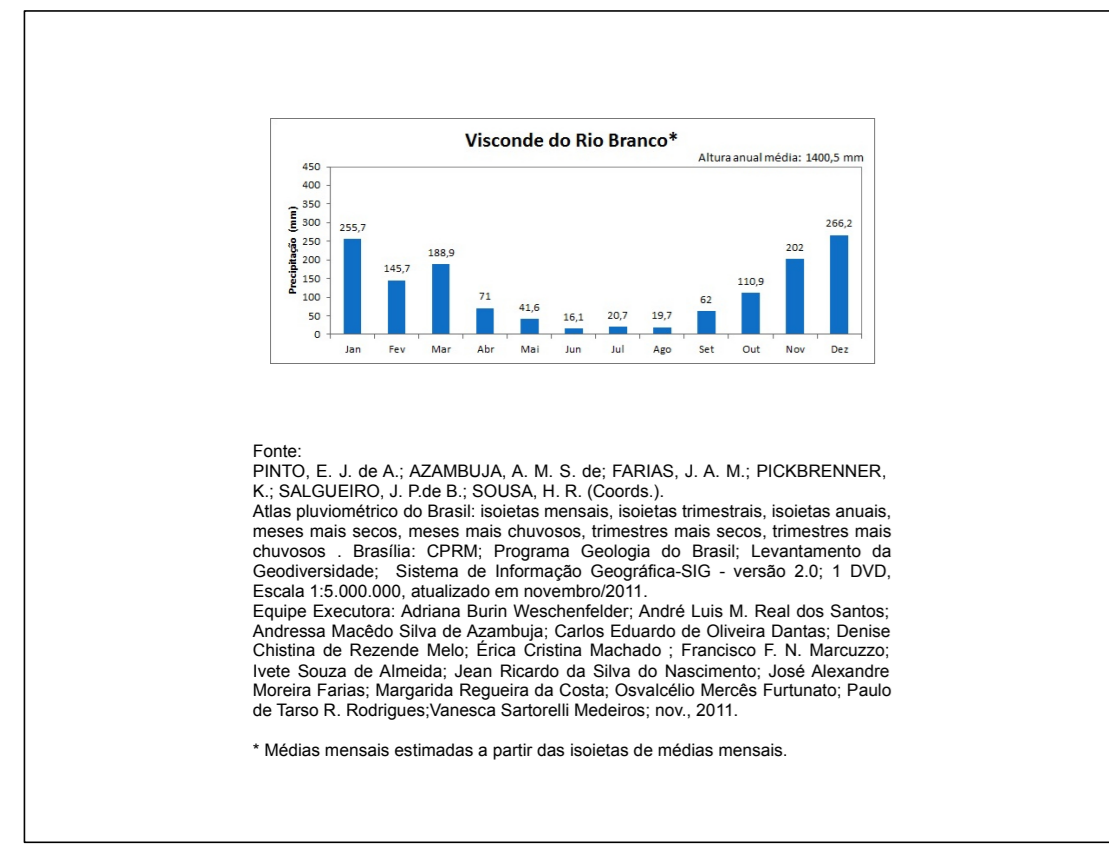 Visconde do Rio Branco*
Altura anual média: 1400,5 mm
Precipitação (mm)
450
400
350
300
250
200
150
100
50
0
255,7
145,7
188,9
71
41,6
16,1
20,7
19,7
62
110,9
202
266,2
Jan Fev Mar Abr Mai Jun Jul Ago Set Out Nov Dez
Fonte:
PINTO, E. J. de A.; AZAMBUJA, A. M. S. de; FARIAS, J. A. M.; PICKBRENNER,
K.; SALGUEIRO, J. P.de B.; SOUSA, H. R. (Coords.).
Atlas pluviométrico do Brasil: isoietas mensais, isoietas trimestrais, isoietas anuais,
meses mais secos, meses mais chuvosos, trimestres mais secos, trimestres mais
chuvosos . Brasília: CPRM; Programa Geologia do Brasil; Levantamento da
Geodiversidade; Sistema de Informação Geográfica-SIG - versão 2.0; 1 DVD,
Escala 1:5.000.000, atualizado em novembro/2011.
Equipe Executora: Adriana Burin Weschenfelder; André Luis M. Real dos Santos;
Andressa Macêdo Silva de Azambuja; Carlos Eduardo de Oliveira Dantas; Denise
Chistina de Rezende Melo; Érica Cristina Machado ; Francisco F. N. Marcuzzo;
Ivete Souza de Almeida; Jean Ricardo da Silva do Nascimento; José Alexandre
Moreira Farias; Margarida Regueira da Costa; Osvalcélio Mercês Furtunato; Paulo
de Tarso R. Rodrigues;Vanesca Sartorelli Medeiros; nov., 2011.
* Médias mensais estimadas a partir das isoietas de médias mensais.